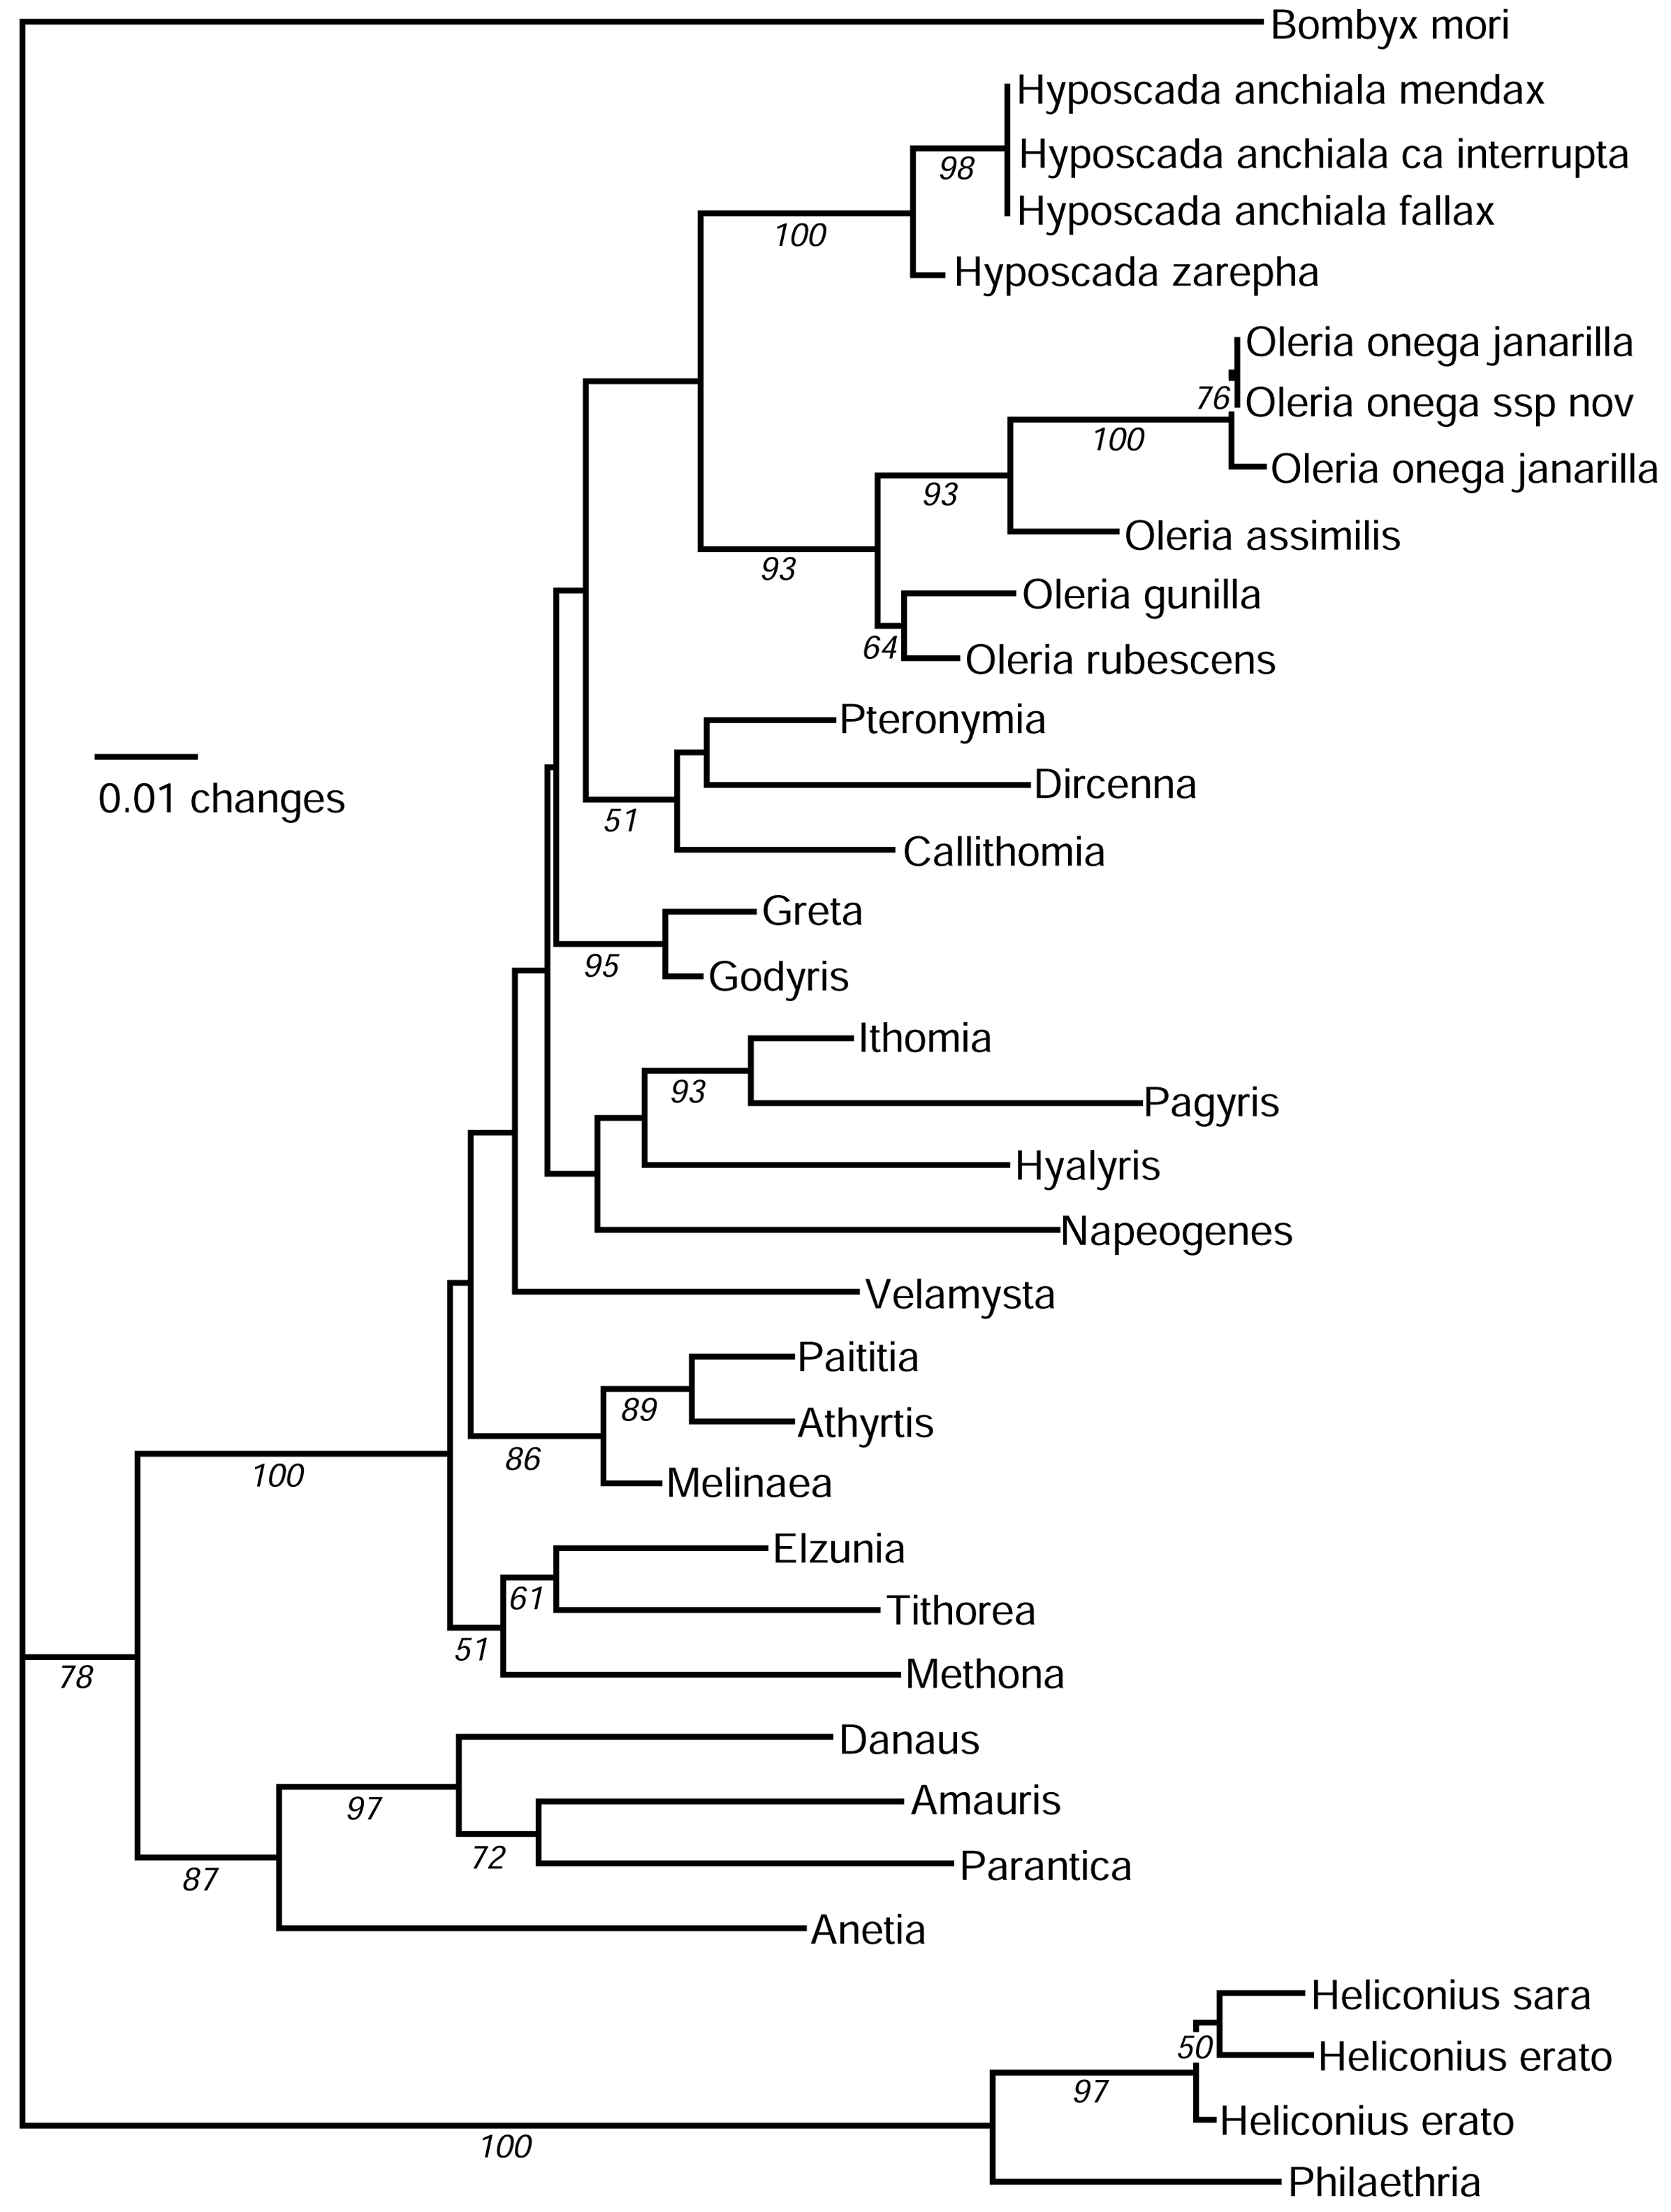 Bombyx mori
Hyposcada anchiala mendax
Hyposcada anchiala ca interrupta
98
Hyposcada anchiala fallax
100
Hyposcada zarepha
Oleria onega janarilla
76
Oleria onega ssp nov
100
Oleria onega janarilla
93
Oleria assimilis
93
Oleria gunilla
64
Oleria rubescens
Pteronymia
Dircenna
0.01 changes
51
Callithomia
Greta
95
Godyris
Ithomia
93
Pagyris
Hyalyris
Napeogenes
Velamysta
Paititia
89
Athyrtis
86
100
Melinaea
Elzunia
61
Tithorea
51
78
Methona
Danaus
97
Amauris
72
Parantica
87
Anetia
Heliconius sara
50
Heliconius erato
97
Heliconius erato
100
Philaethria